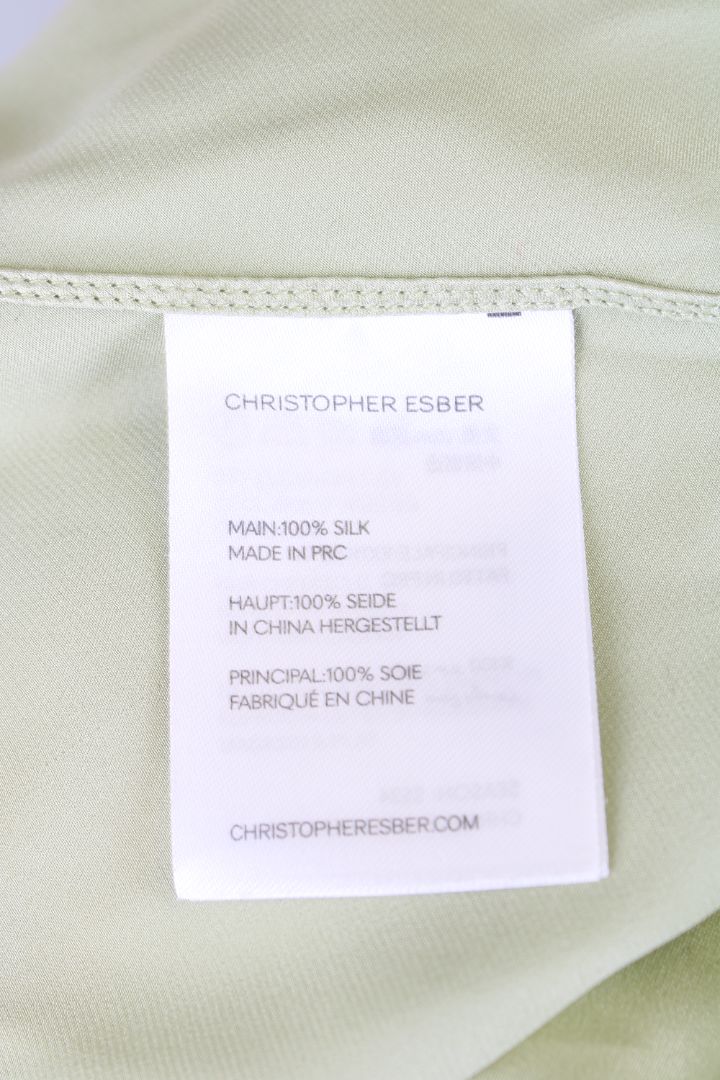 CHRISTOPHER ESBER
MAIN:100% SILK
MADE IN PRC
HAUPT:100% SEIDE
IN CHINA HERGESTELLT
PRINCIPAL:100% SOIE
FABRIQUÉ EN CHINE
CHRISTOPHERESBER.COM